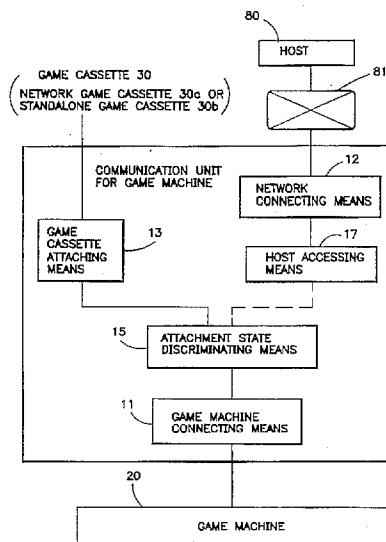 80
HOST
81
GAME CASSETTE 30
(NETWORK GAME CASSETTE 30a OR
STANDALONE GAME CASSETTE 30b)
COMMUNICATION UNIT
FOR GAME MACHINE
12
NETWORK
CONNECTING MEANS
13
GAME
CASSETTE
ATTACHING
MEANS
17
HOST ACCESSING
MEANS
15
ATTACHMENT STATE
DISCRIMINATING MEANS
11
GAME MACHINE
CONNECTING MEANS
20
GAME MACHINE